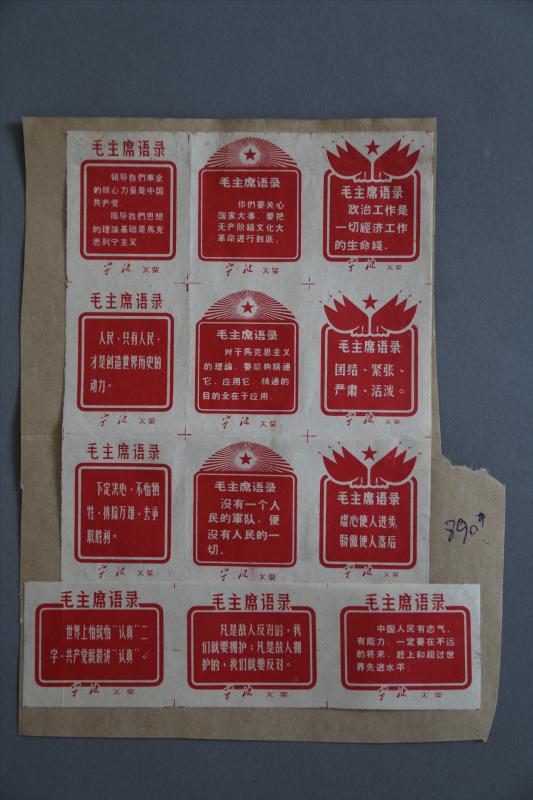 毛主席语录
领导我們事业
的核心力量是中国
共产党
指导我們思想
的理論基础是馬克
思列宁主义
宁波 火柴
毛主席语录
你們要关心
国家大事，要把
无产阶級文化大
革命进行到底。
宁波 火柴
毛主席语录
政治工作是
一切經济工作
的生命綫。
宁波 火柴
毛主席语录
人民，只有人民，
才是创造世界历史的
动力。
宁波 火柴
毛主席语录
对于馬克思主义
的理論，要能夠精通
它，应用它，精通的
目的全在于应用．
宁波 火柴
毛主席语录
团结、紧张、
严肃、活泼。
宁波 火柴
毛主席语录
下定决心，不怕牺
牲，排除万难，去争
取胜利。
宁波 火柴
毛主席语录
沒有一个人
民的軍队，便
沒有人民的一
切。
宁波 火柴
毛主席语录
虚心使人进步，
骄傲使人落后
宁波 火柴
890#
毛主席语录
世界上怕就怕“认真”二
字，共产党就最讲“认真”。
宁波 火柴
毛主席语录
凡是敌人反对的，我
们就要拥护；凡是敌人拥
护的，我们就要反对。
宁波 火柴
毛主席语录
中国人民有志气，
有能力，一定要在不远
的将来，赶上和超过世
界先进水平．
宁波 火柴